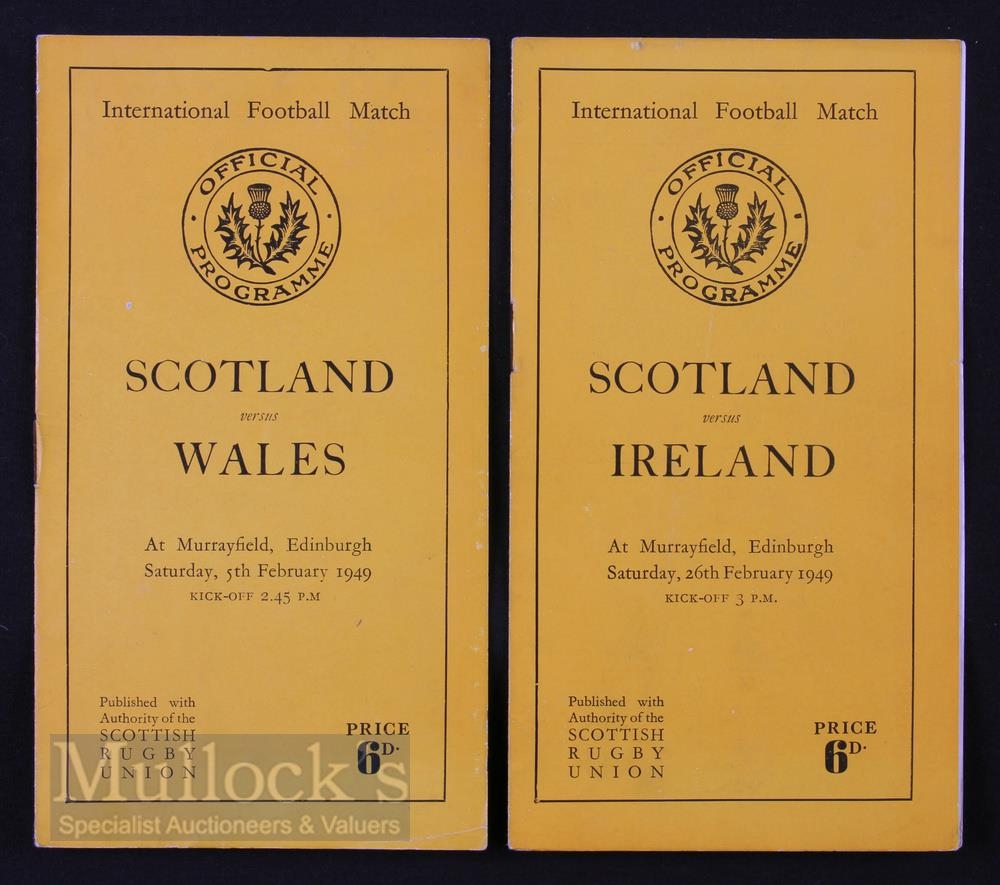 International Football Match
OFFICIAL
PROGRAMME
SCOTLAND
versus
WALES
At Murrayfield, Edinburgh
Saturday, 5th February 1949
KICK-OFF 2.45 P.M
Published with
Authority of the
SCOTTISH
RUGBY
UNION
PRICE
6D.
International Football Match
OFFICIAL
PROGRAMME
SCOTLAND
versus
IRELAND
At Murrayfield, Edinburgh
Saturday, 26th February 1949
KICK-OFF 3 P.M.
Published with
Authority of the
SCOTTISH
RUGBY
UNION
PRICE
6D.
Mullock's
Specialist Auctioneers & Valuers